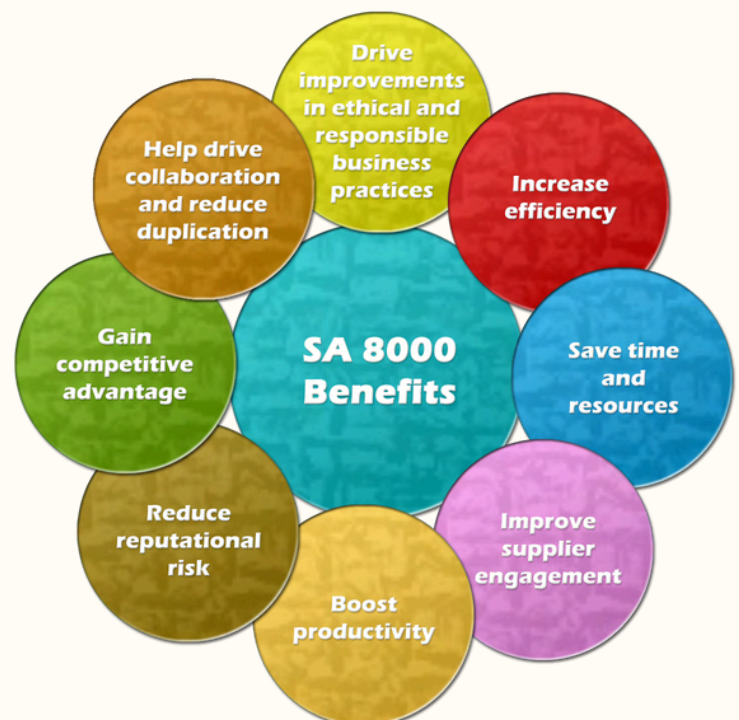 Drive
improvements
in ethical and
responsible
business
practices
Increase
efficiency
Save time
and
resources
Improve
supplier
engagement
Boost
productivity
Reduce
reputational
risk
Gain
competitive
advantage
Help drive
collaboration
and reduce
duplication
SA 8000
Benefits